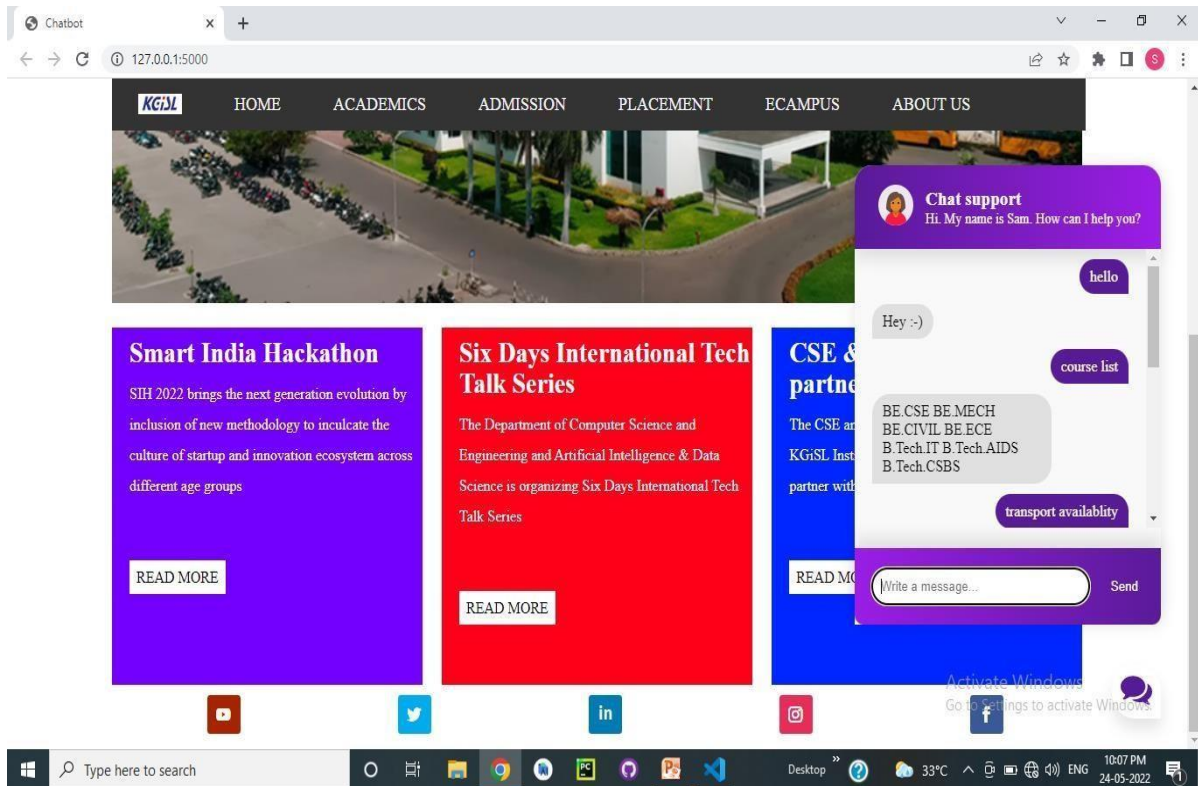 Chatbot
127.0.0.1:5000
S
KGiSL HOME ACADEMICS ADMISSION PLACEMENT ECAMPUS ABOUT US
Chat support
Hi. My name is Sam. How can I help you?
hello
Hey :-)
course list
BE.CSE BE.MECH
BE.CIVIL BE.ECE
B.Tech.IT B.Tech.AIDS
B.Tech.CSBS
transport availablity
Write a message...
Send
Smart India Hackathon
SIH 2022 brings the next generation evolution by
inclusion of new methodology to inculcate the
culture of startup and innovation ecosystem across
different age groups
READ MORE
Six Days International Tech
Talk Series
The Department of Computer Science and
Engineering and Artificial Intelligence & Data
Science is organizing Six Days International Tech
Talk Series
READ MORE
CSE &
partne
The CSE an
KGiSL Inst
partner with
READ MO
in
f
Activate Windows
Go to Settings to activate Windows.
Type here to search
PC
Desktop
33°C
ENG
10:07 PM
24-05-2022
1